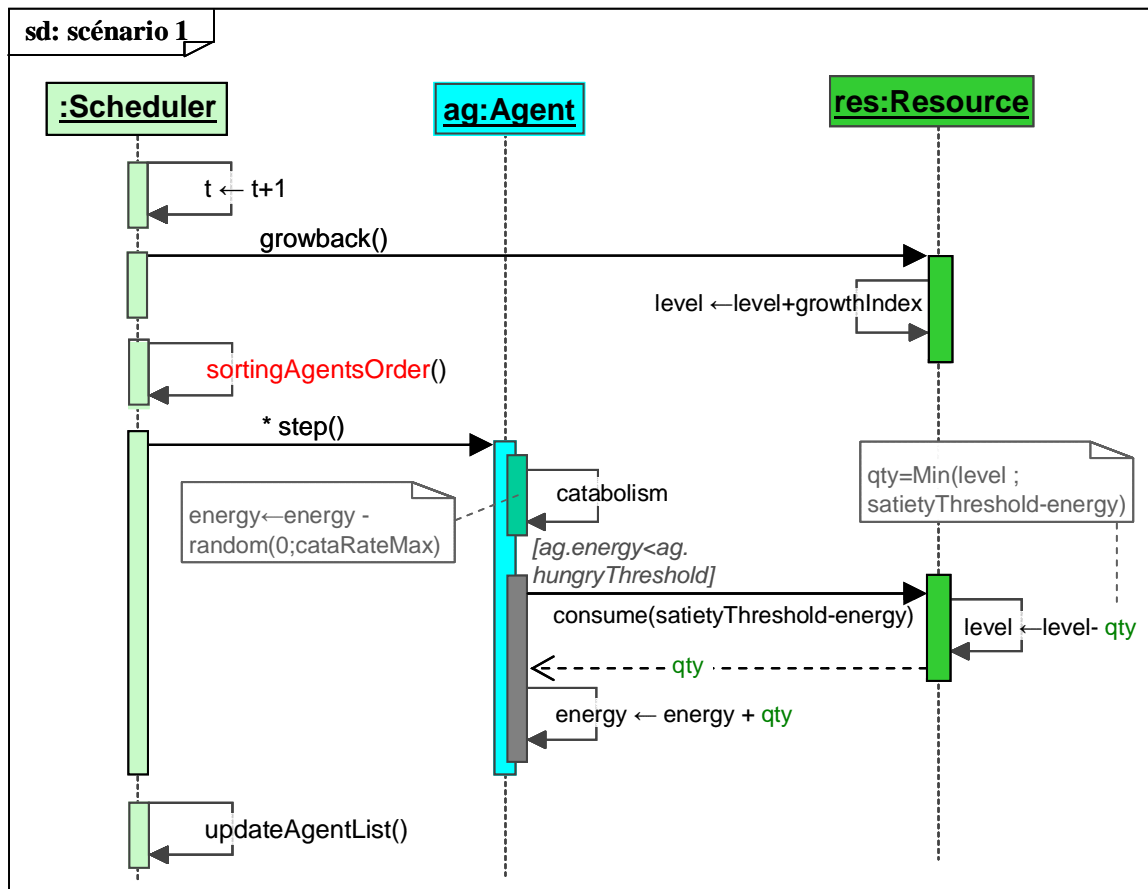 sd: scénario 1
:Scheduler
ag:Agent
res:Resource
t ← t+1
growback()
level ←level+growthIndex
sortingAgentsOrder()
* step()
catabolism
energy←energy -
random(0;cataRateMax)
qty=Min(level ;
satietyThreshold-energy)
[ag.energy<ag.
hungryThreshold]
consume(satietyThreshold-energy)
level ←level- qty
qty
energy ← energy + qty
updateAgentList()